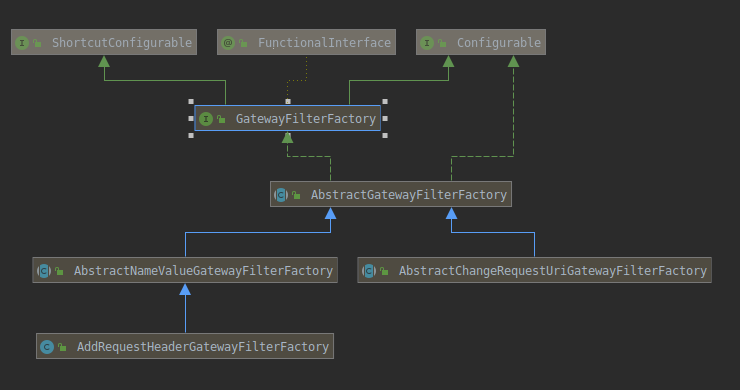 ShortcutConfigurable
FunctionalInterface
Configurable
GatewayFilterFactory
AbstractGatewayFilterFactory
AbstractNameValueGatewayFilterFactory
AbstractChangeRequestUriGatewayFilterFactory
AddRequestHeaderGatewayFilterFactory